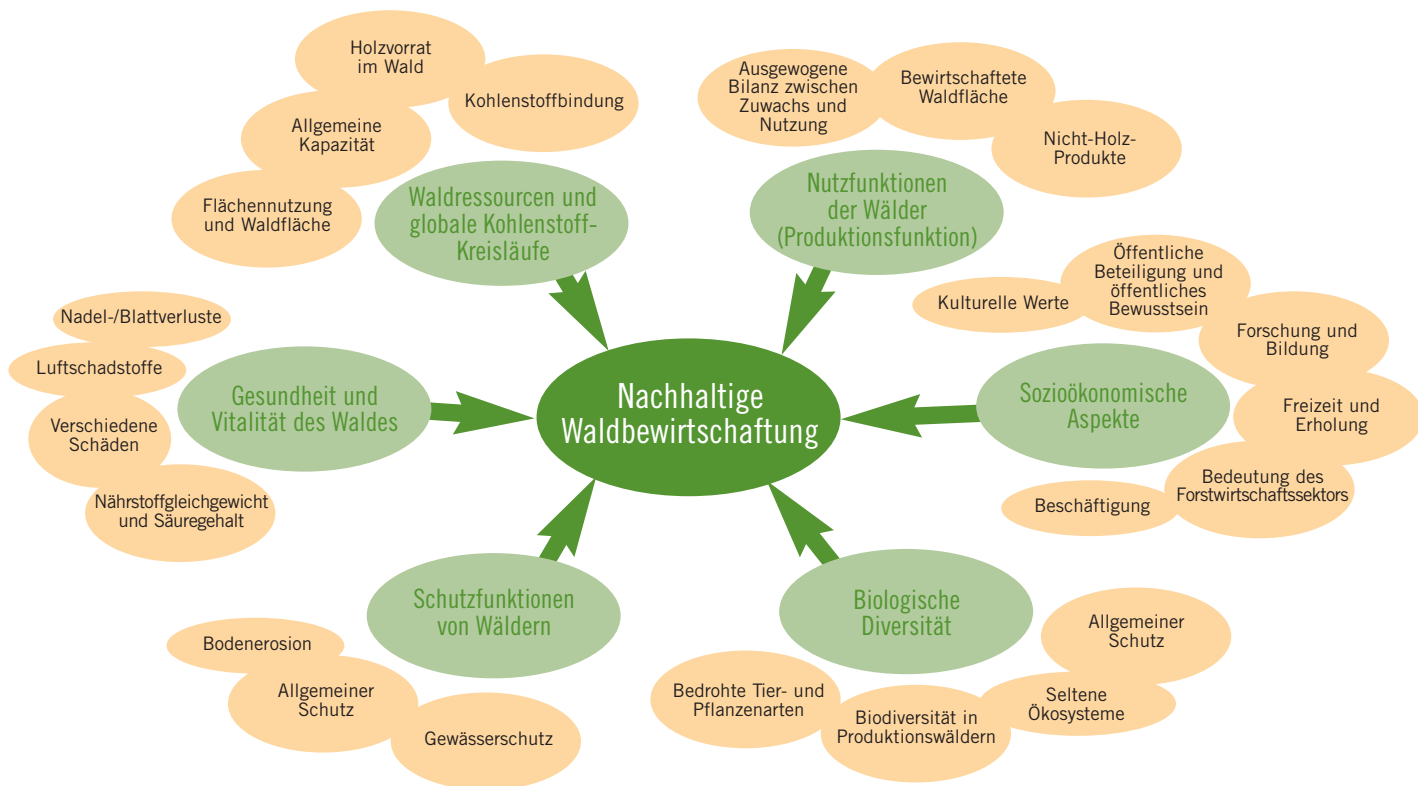 Holzvorrat
im Wald
Kohlenstoffbindung
Allgemeine
Kapazität
Flächennutzung
und Waldfläche
Waldressourcen und
globale Kohlenstoff-
Kreisläufe
Ausgewogene
Bilanz zwischen
Zuwachs und
Nutzung
Bewirtschaftete
Waldfläche
Nicht-Holz-
Produkte
Nutzfunktionen
der Wälder
(Produktionsfunktion)
Nadel-/Blattverluste
Luftschadstoffe
Verschiedene
Schäden
Nährstoffgleichgewicht
und Säuregehalt
Gesundheit und
Vitalität des Waldes
Nachhaltige
Waldbewirtschaftung
Kulturelle Werte
Öffentliche
Beteiligung und
öffentliches
Bewusstsein
Forschung und
Bildung
Freizeit und
Erholung
Bedeutung des
Forstwirtschaftssektors
Beschäftigung
Sozioökonomische
Aspekte
Schutzfunktionen
von Wäldern
Bodenerosion
Allgemeiner
Schutz
Gewässerschutz
Biologische
Diversität
Allgemeiner
Schutz
Seltene
Ökosysteme
Biodiversität in
Produktionswäldern
Bedrohte Tier- und
Pflanzenarten